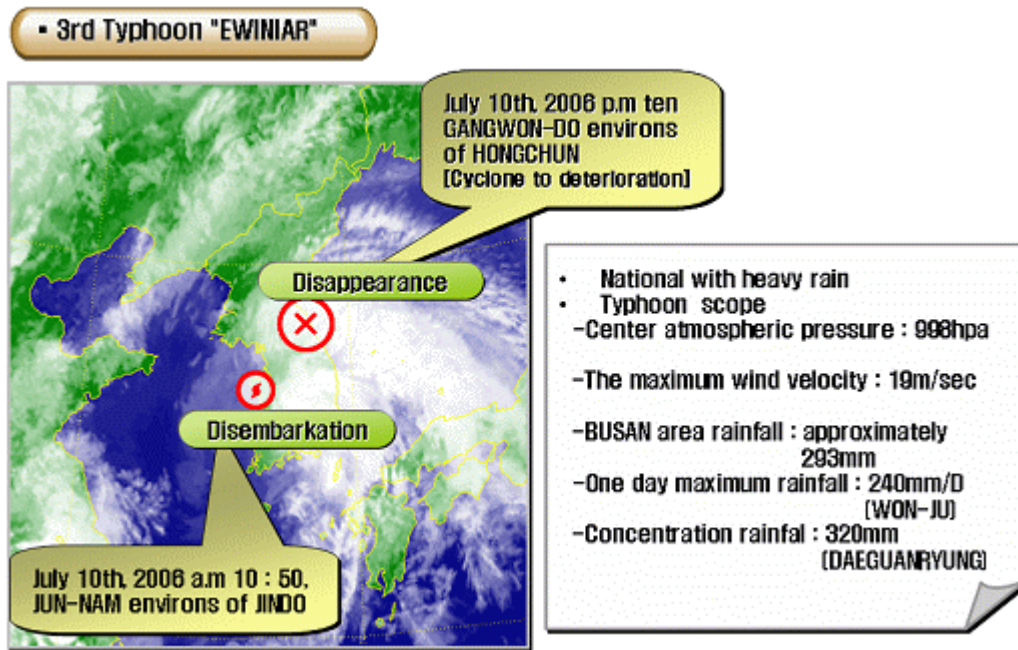 ▪ 3rd Typhoon "EWINIAR"
July 10th, 2006 p.m ten
GANGWON-DO environs
of HONGCHUN
[Cyclone to deterioration]
Disappearance
Disembarkation
July 10th, 2006 a.m 10 : 50,
JUN-NAM environs of JINDO
• National with heavy rain
• Typhoon scope
-Center atmospheric pressure : 998hpa
-The maximum wind velocity : 19m/sec
-BUSAN area rainfall : approximately
293mm
-One day maximum rainfall : 240mm/D
(WON-JU)
-Concentration rainfal : 320mm
(DAEGUANRYUNG)